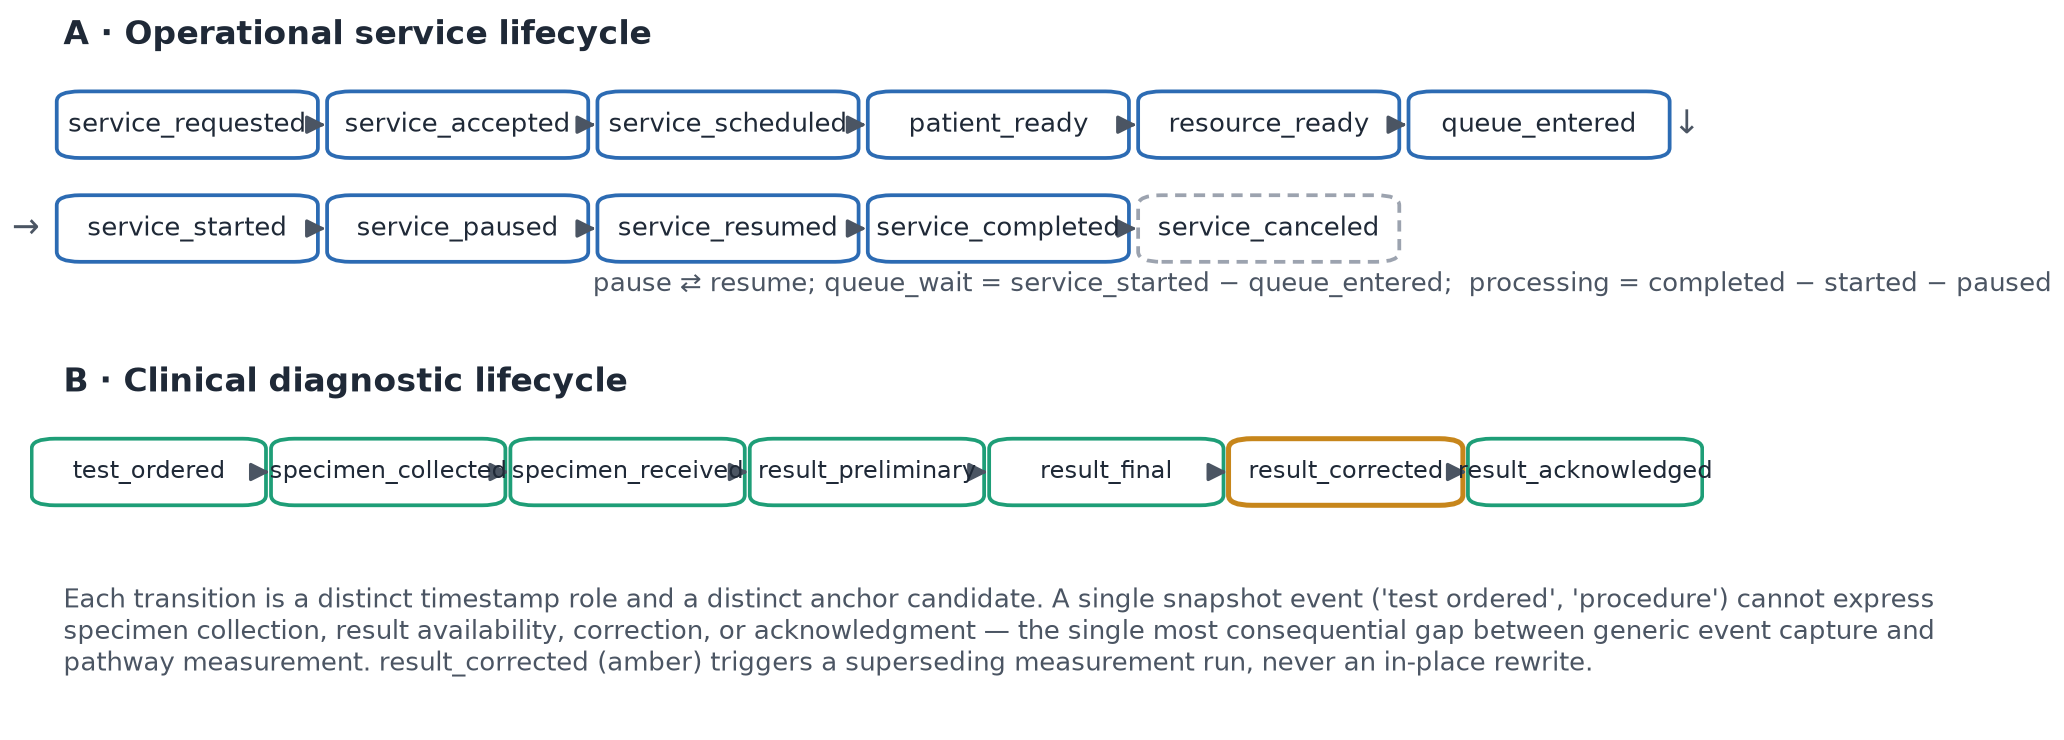 A · Operational service lifecycle
service_requested service_accepted service_scheduled patient_ready resource_ready queue_entered ↓
→ service_started service_paused service_resumed service_completed service_canceled
pause ⇄ resume; queue_wait = service_started − queue_entered;  processing = completed − started − paused
B · Clinical diagnostic lifecycle
test_ordered specimen_collected specimen_received result_preliminary result_final result_corrected result_acknowledged
Each transition is a distinct timestamp role and a distinct anchor candidate. A single snapshot event ('test ordered', 'procedure') cannot express
specimen collection, result availability, correction, or acknowledgment — the single most consequential gap between generic event capture and
pathway measurement. result_corrected (amber) triggers a superseding measurement run, never an in-place rewrite.